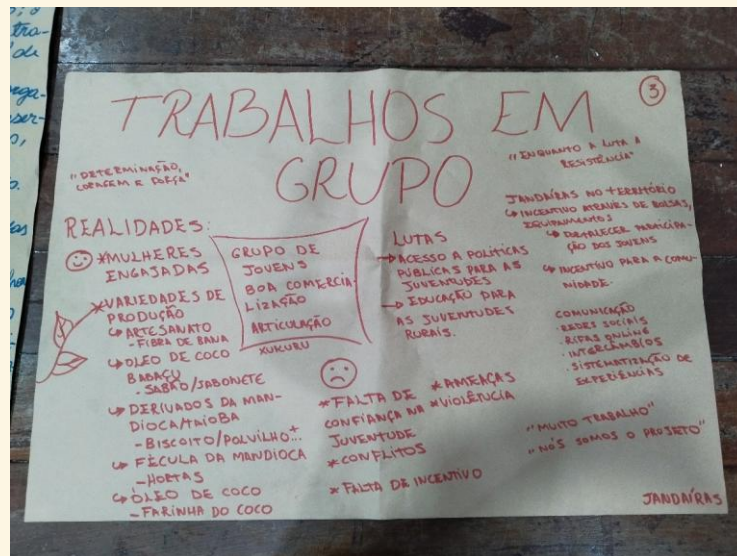 TRABALHOS EM
GRUPO
3
"DETERMINAÇÃO,
CORAGEM E FORÇA"
"ENQUANTO A LUTA A
RESISTÊNCIA"
REALIDADES:
*MULHERES
ENGAJADAS
*VARIEDADES DE
PRODUÇÃO
↳ARTESANATO
-FIBRA DE BANA
↳OLEO DE COCO
BABAÇU
-SABÃO/JABONETE
↳DERIVADOS DA MAN-
DIOCA/TAIOBA
-BISCOITO/POLVILHO+...
↳FÉCULA DA MANDIOCA
-HORTAS
↳ÓLEO DE COCO
-FARINHA DO COCO
GRUPO DE
JOVENS
BOA COMERCIA-
LIZAÇÃO
ARTICULAÇÃO
XUKURU
*FALTA DE
CONFIANÇA NA
JUVENTUDE
*CONFLITOS
*FALTA DE INCENTIVO
*AMEAÇAS
*VIOLÊNCIA
LUTAS
→ACESSO A POLÍTICAS
PÚBLICAS PARA AS
JUVENTUDES
→EDUCAÇÃO PARA
AS JUVENTUDES
RURAIS.
JANDAÍRAS NO TERRITÓRIO
↳INCENTIVO ATRAVÉS DE BOLSAS,
EQUIPAMENTOS
↳FORTALECER PARTICIPA-
ÇÃO DOS JOVENS
↳INCENTIVO PARA A COMU-
NIDADE.
COMUNICAÇÃO
.REDES SOCIAIS
.RIFAS ONLINE
.INTERCÂMBIOS
.SISTEMATIZAÇÃO DE
EXPERIÊNCIAS
"MUITO TRABALHO"
"NÓS SOMOS O PROJETO"
JANDAÍRAS